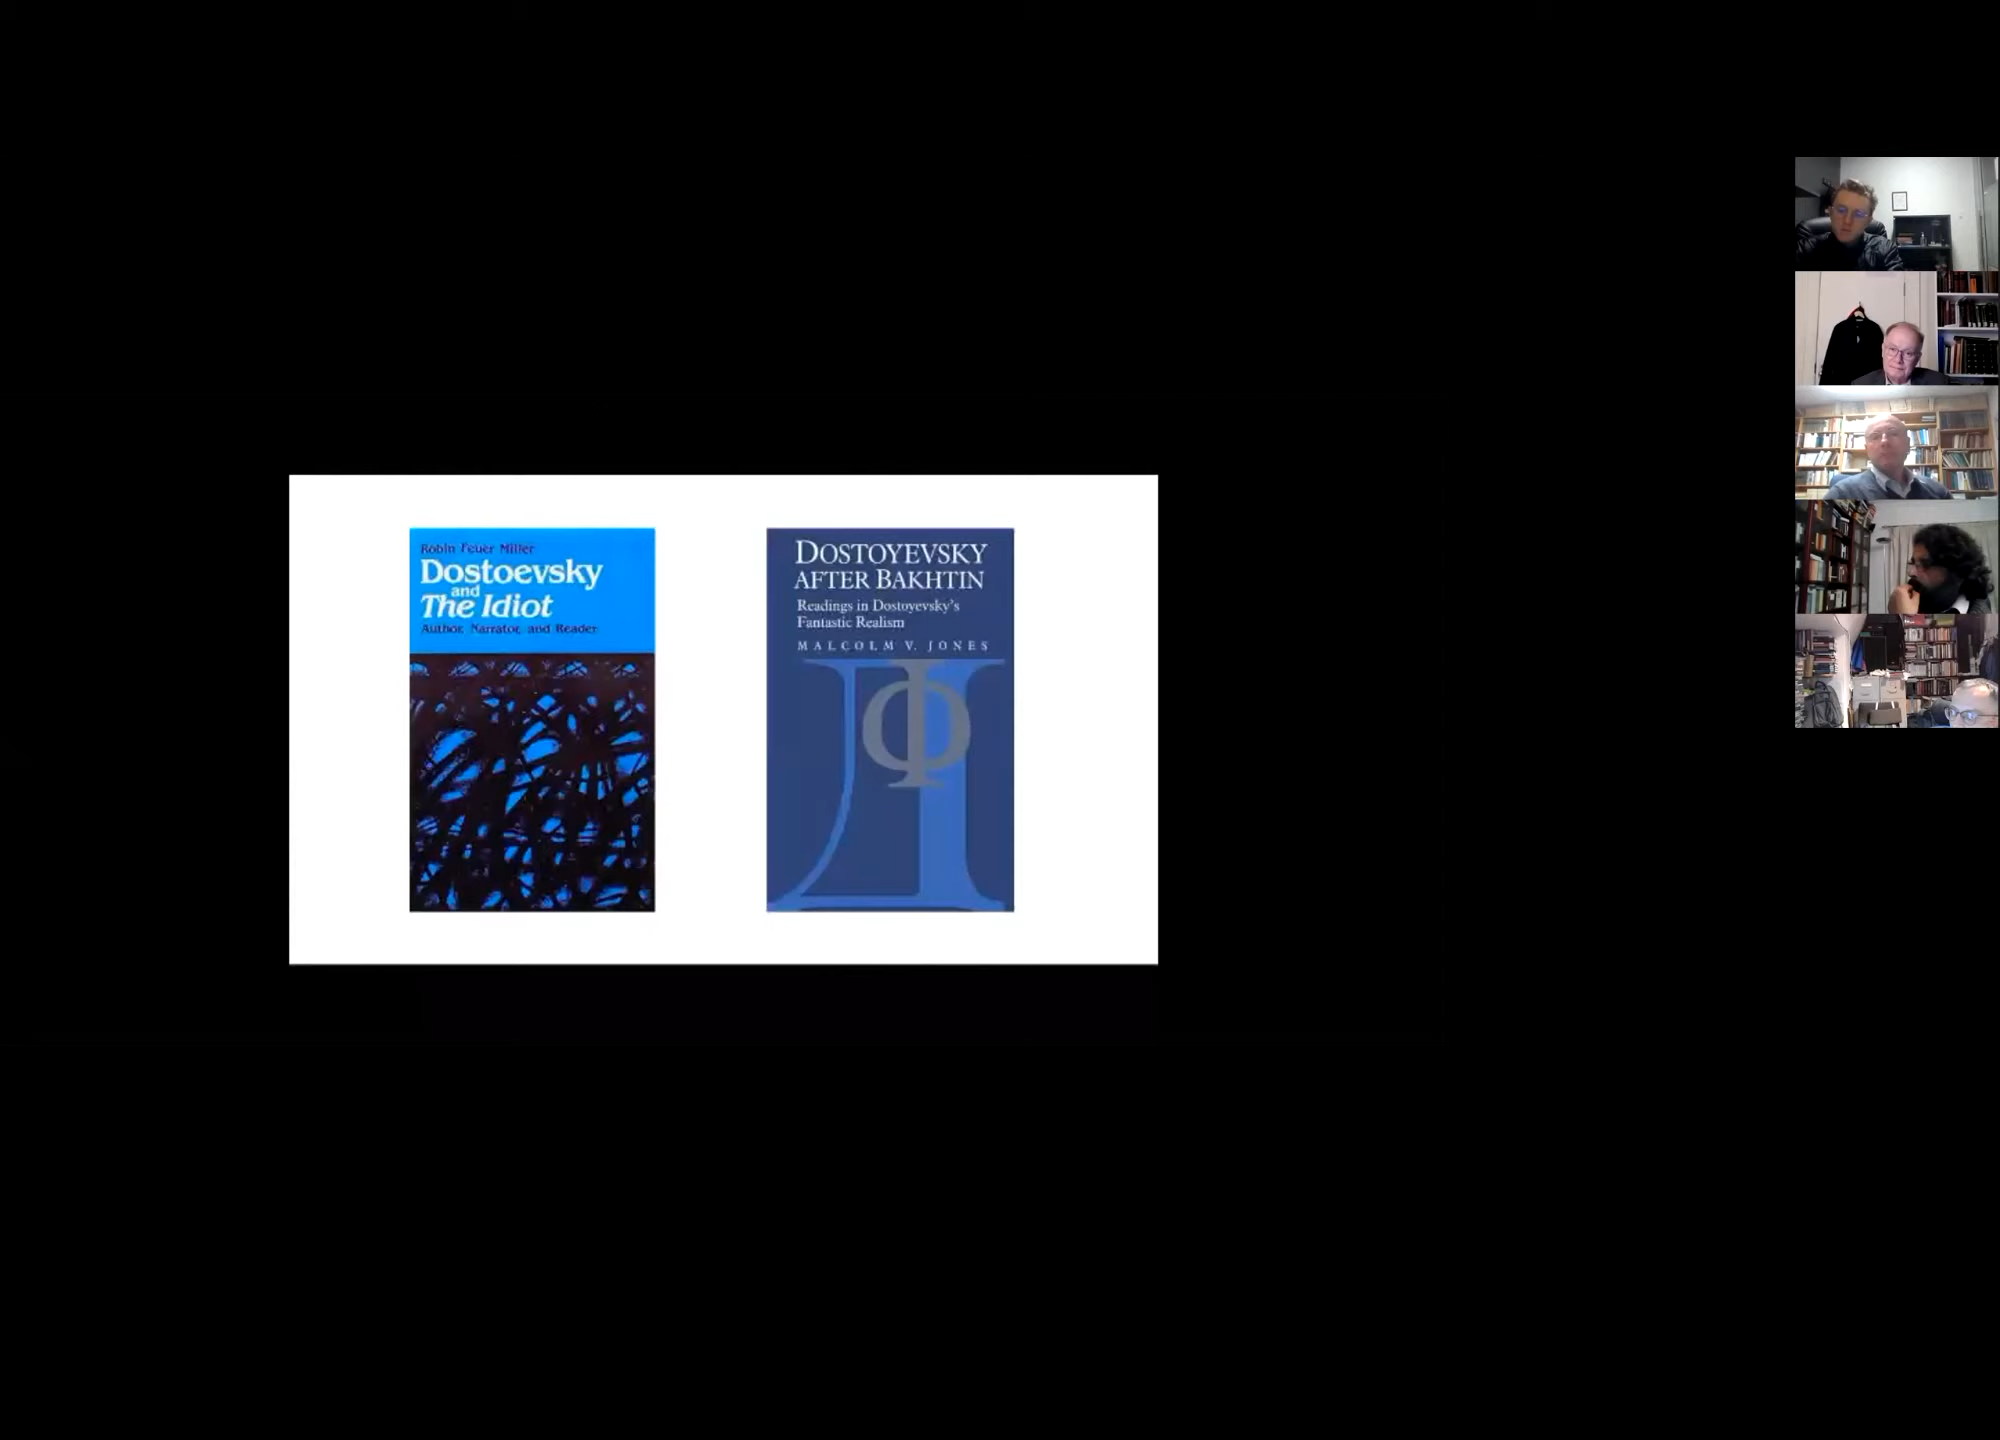 Robin Feuer Miller
Dostoevsky
and
The Idiot
Author, Narrator, and Reader
DOSTOYEVSKY
AFTER BAKHTIN
Readings in Dostoyevsky's
Fantastic Realism
MALCOLM V. JONES
ФД